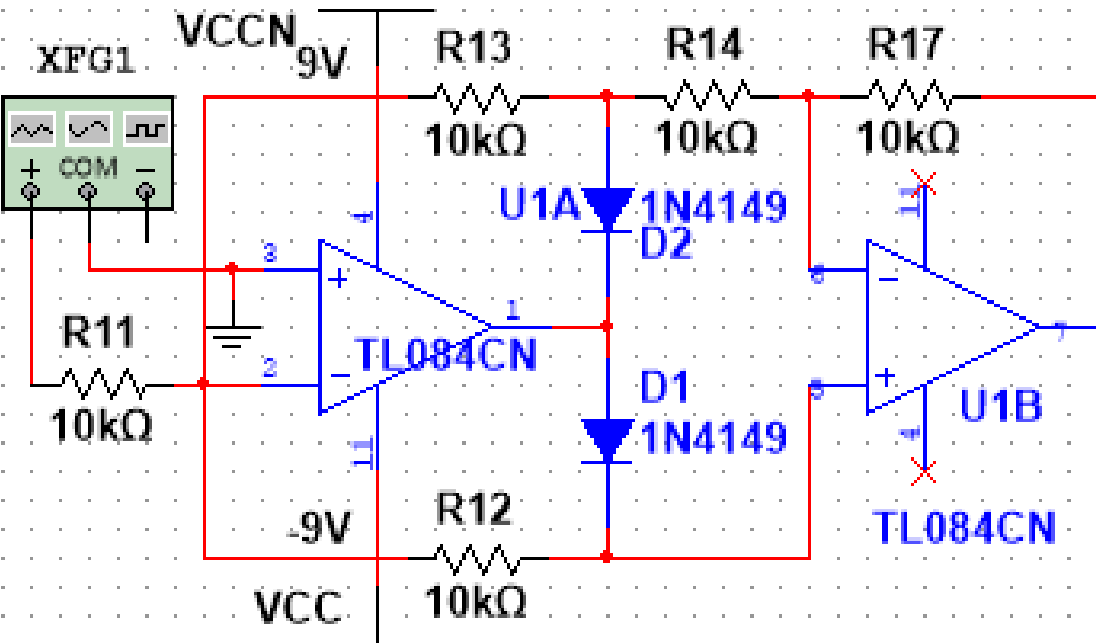 VCCN
9V
XFG1
+ COM −
R13
10kΩ
R14
10kΩ
R17
10kΩ
U1A
1N4149
D2
4
3
+
1
TL084CN
2
−
11
R11
10kΩ
D1
1N4149
11
6
−
7
5
+
4
U1B
TL084CN
-9V
VCC
R12
10kΩ